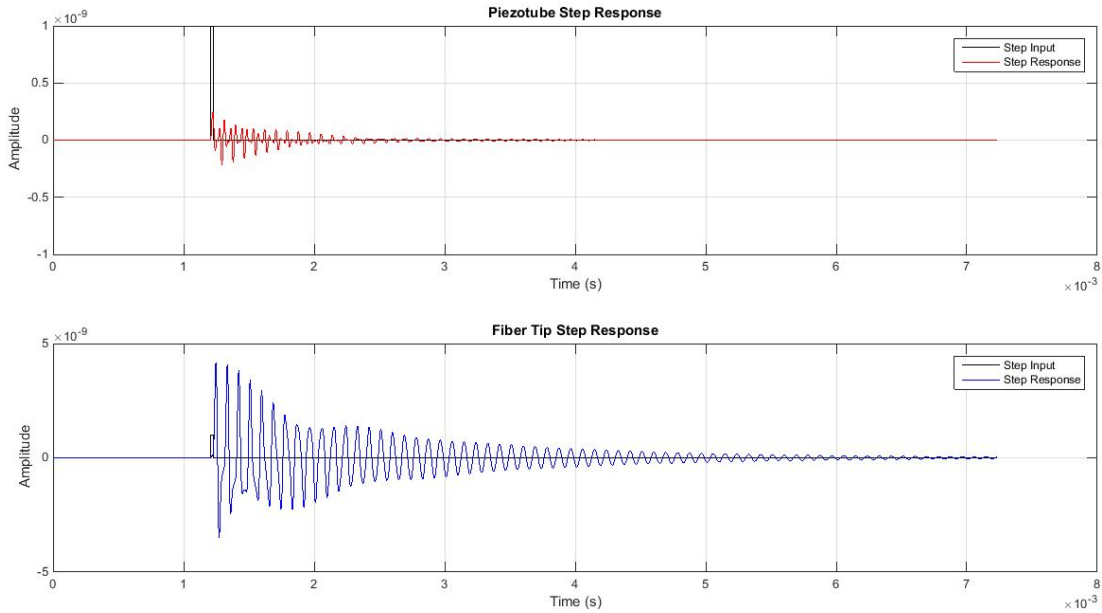 Piezotube Step Response
×10⁻⁹
1
0.5
0
-0.5
-1
Amplitude
Step Input
Step Response
0 1 2 3 4 5 6 7 8
Time (s)
×10⁻³
Fiber Tip Step Response
×10⁻⁹
5
0
-5
Amplitude
Step Input
Step Response
0 1 2 3 4 5 6 7 8
Time (s)
×10⁻³